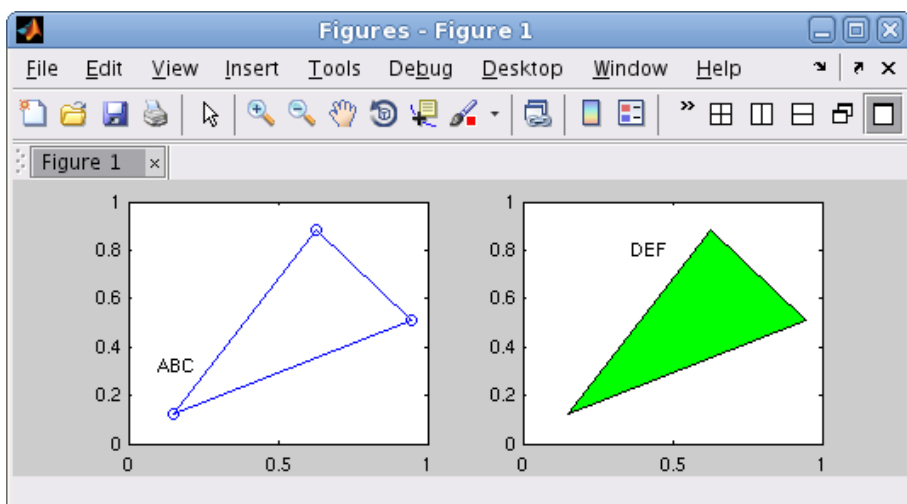 Figures - Figure 1
File Edit View Insert Tools Debug Desktop Window Help
»
Figure 1
1
0.8
0.6
0.4
0.2
0
0 0.5 1
ABC
1
0.8
0.6
0.4
0.2
0
0 0.5 1
DEF